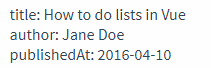 title: How to do lists in Vue
author: Jane Doe
publishedAt: 2016-04-10